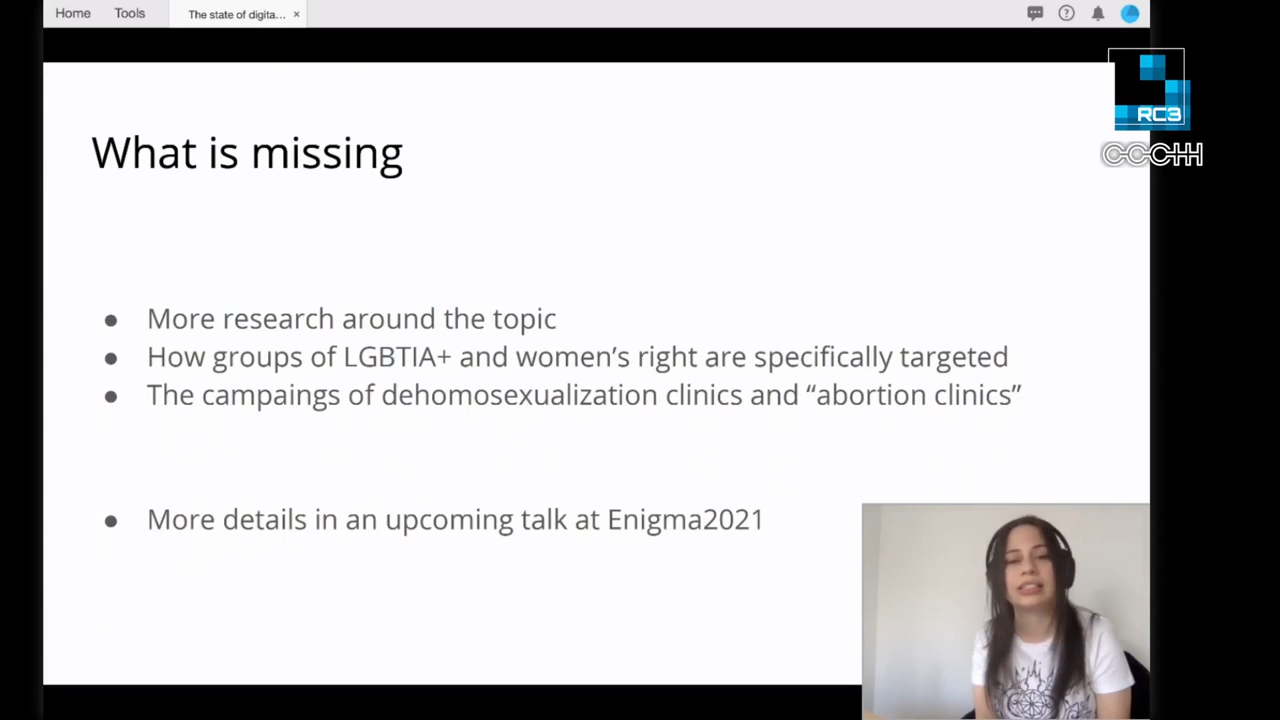 Home Tools The state of digita... ×
RC3
CCCHH
What is missing
● More research around the topic
● How groups of LGBTIA+ and women’s right are specifically targeted
● The campaings of dehomosexualization clinics and “abortion clinics”
● More details in an upcoming talk at Enigma2021